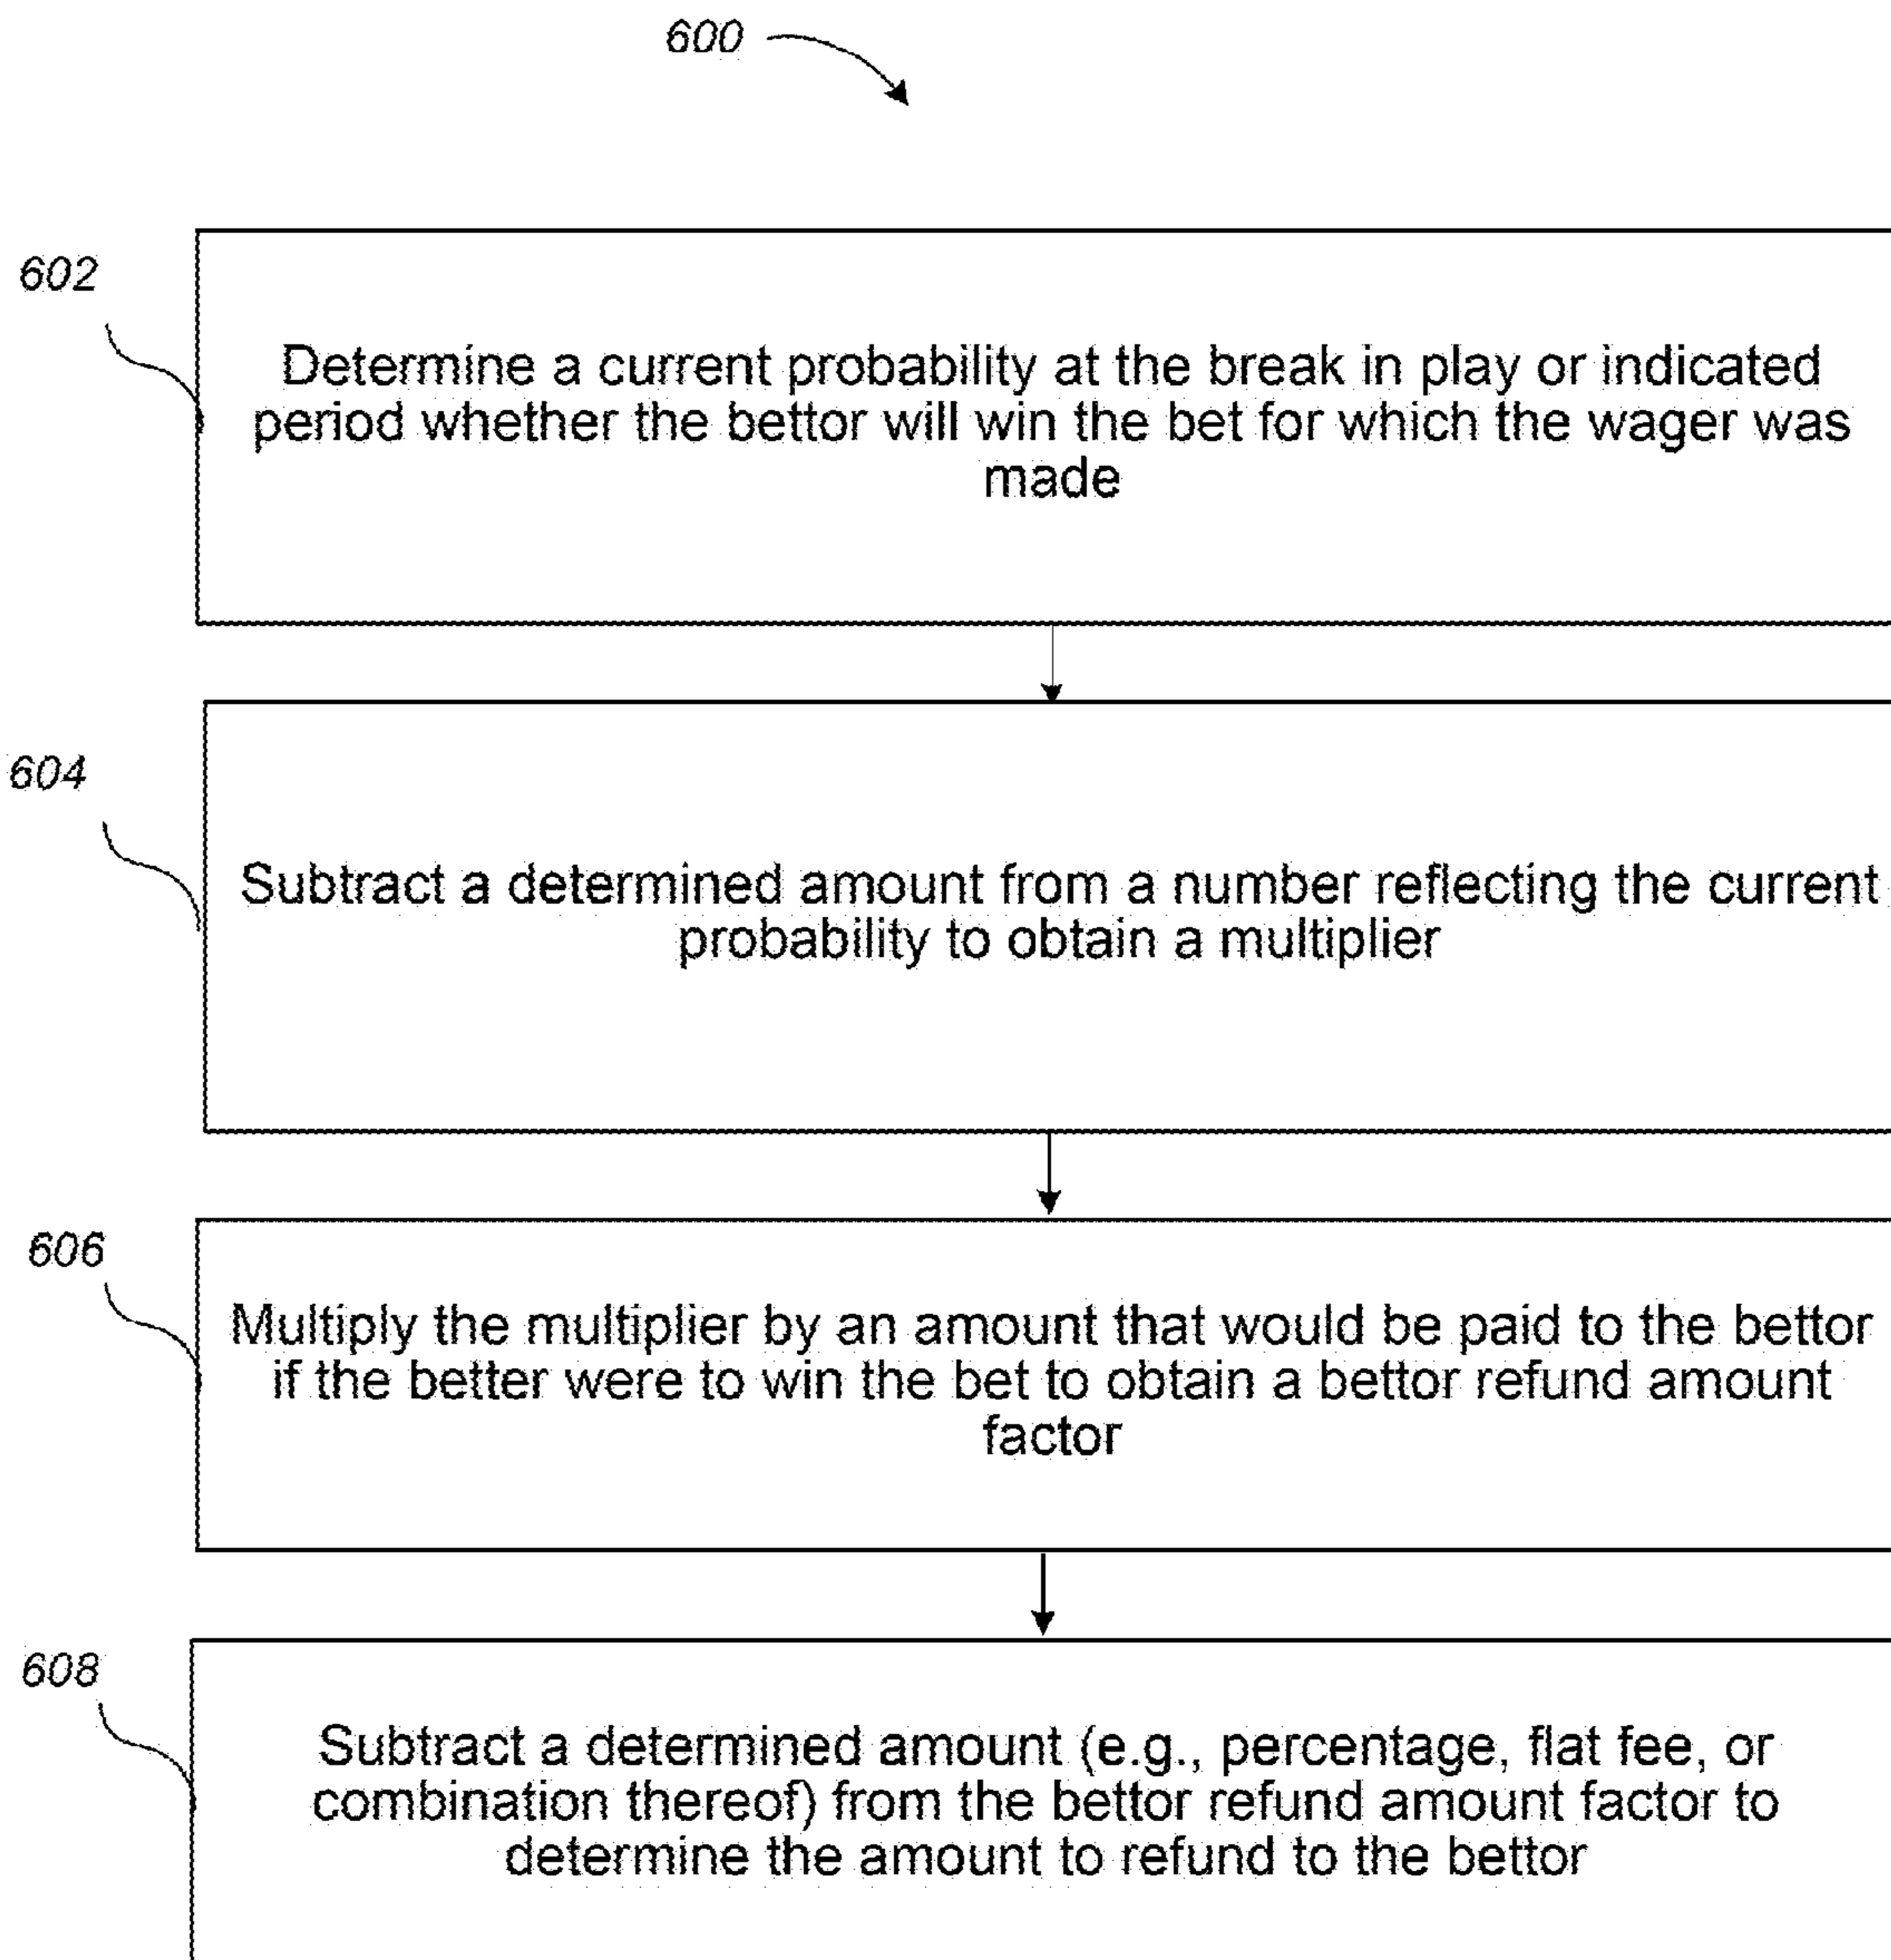 600
602
Determine a current probability at the break in play or indicated
period whether the bettor will win the bet for which the wager was
made
604
Subtract a determined amount from a number reflecting the current
probability to obtain a multiplier
606
Multiply the multiplier by an amount that would be paid to the bettor
if the better were to win the bet to obtain a bettor refund amount
factor
608
Subtract a determined amount (e.g., percentage, flat fee, or
combination thereof) from the bettor refund amount factor to
determine the amount to refund to the bettor